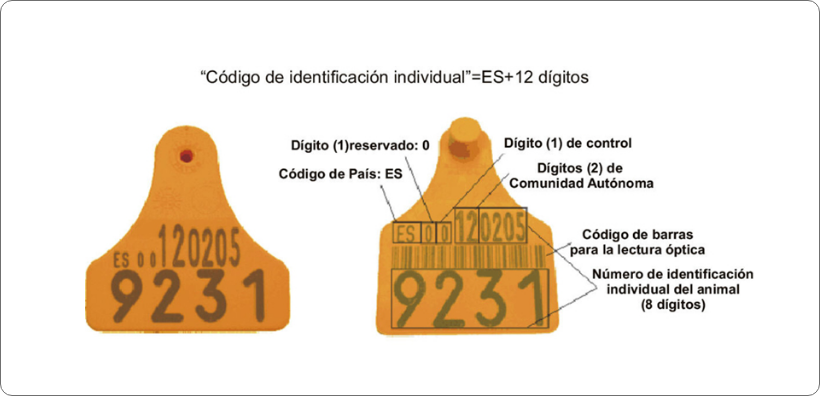 “Código de identificación individual”=ES+12 dígitos
Dígito (1)reservado: 0
Dígito (1) de control
Código de País: ES
Dígitos (2) de
Comunidad Autónoma
ES 0 0 120205
9231
ES 0 0 120205
9231
Código de barras
para la lectura óptica
Número de identificación
individual del animal
(8 dígitos)